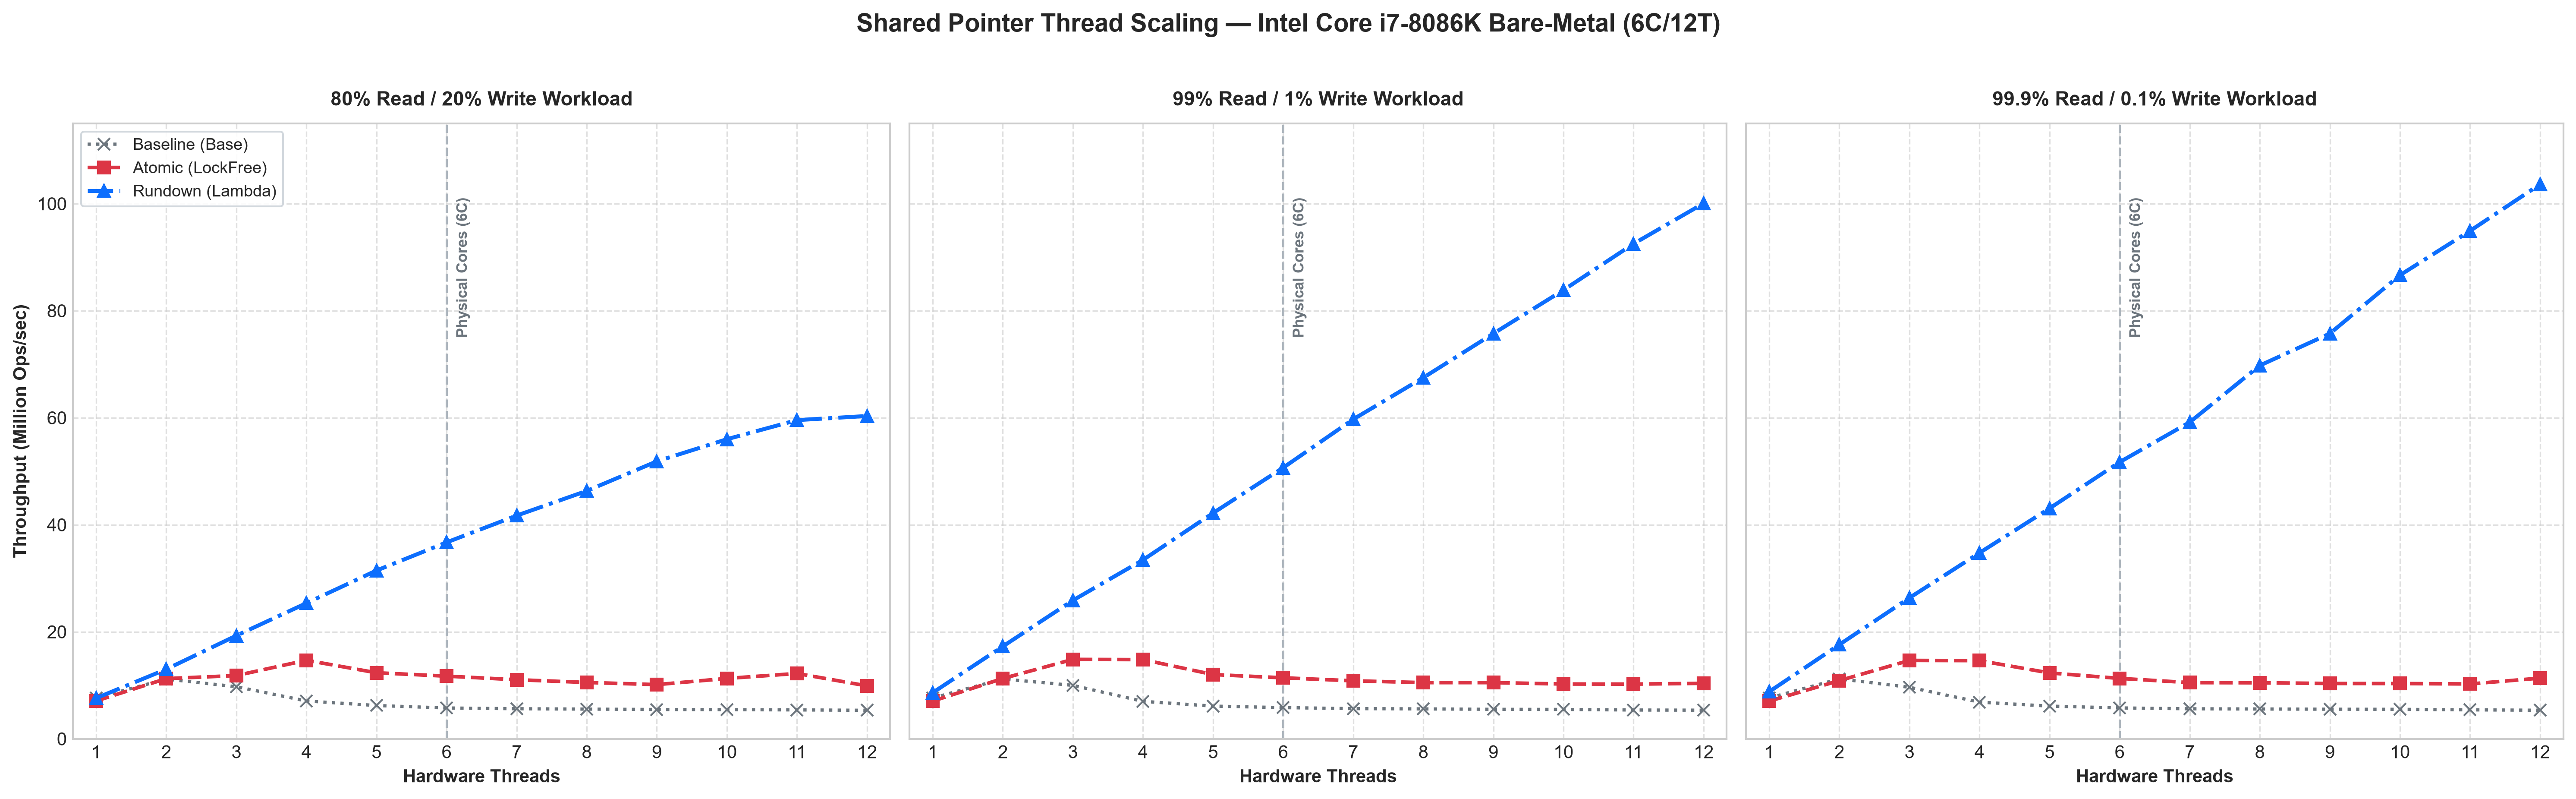 Shared Pointer Thread Scaling — Intel Core i7-8086K Bare-Metal (6C/12T)
80% Read / 20% Write Workload
99% Read / 1% Write Workload
99.9% Read / 0.1% Write Workload
Throughput (Million Ops/sec)
100
80
60
40
20
0
Baseline (Base)
Atomic (LockFree)
Rundown (Lambda)
Physical Cores (6C)
Physical Cores (6C)
Physical Cores (6C)
1 2 3 4 5 6 7 8 9 10 11 12
1 2 3 4 5 6 7 8 9 10 11 12
1 2 3 4 5 6 7 8 9 10 11 12
Hardware Threads
Hardware Threads
Hardware Threads